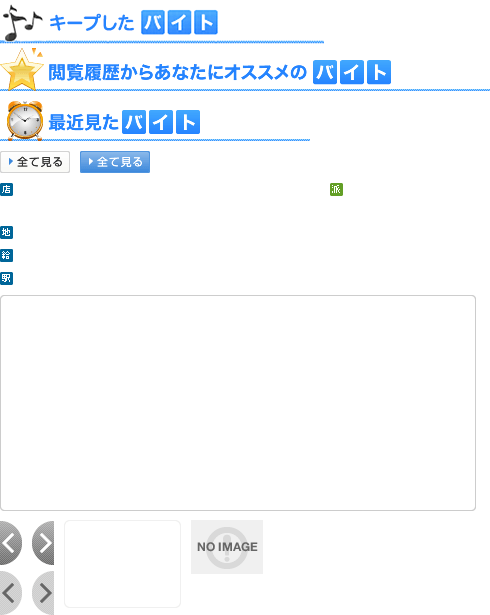 キープした バイト
閲覧履歴からあなたにオススメの バイト
最近見た バイト
全て見る 全て見る
店 派
地
給
駅
NO IMAGE